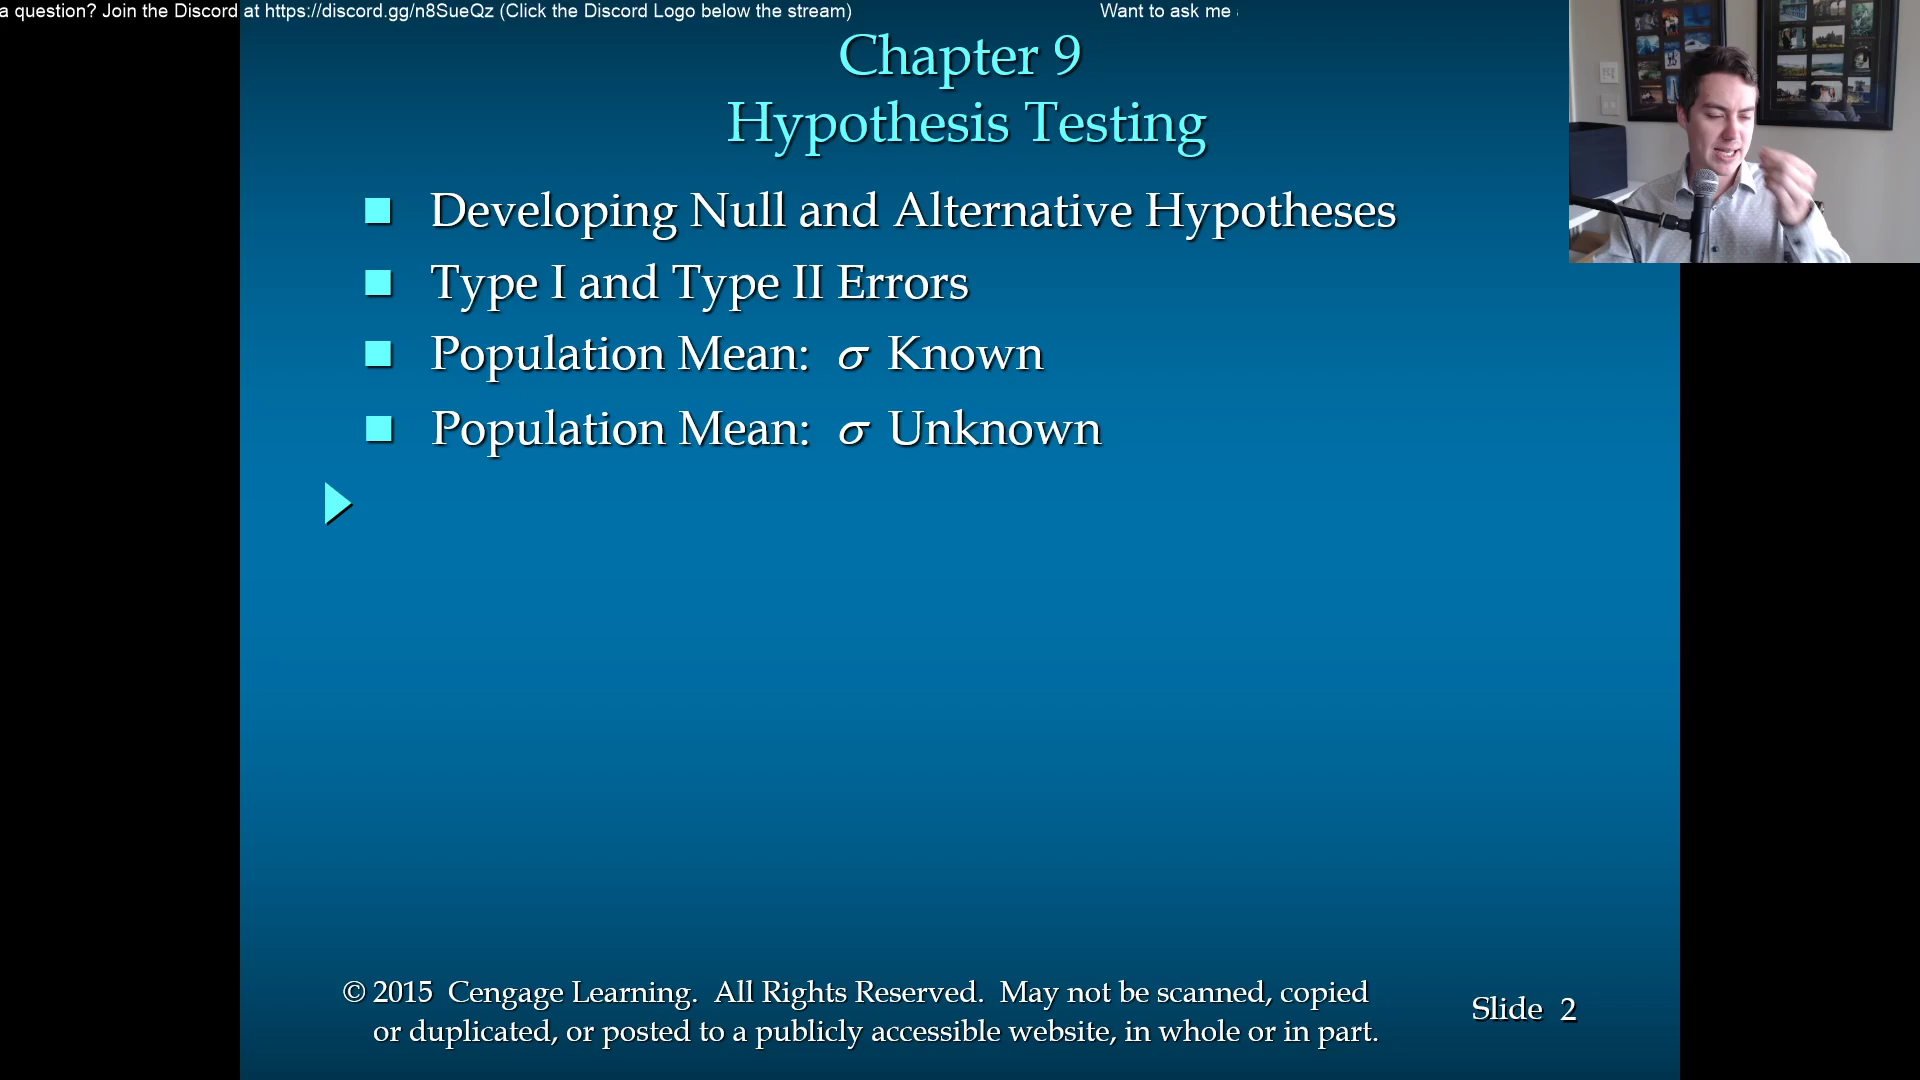 a question? Join the Discord at https://discord.gg/n8SueQz (Click the Discord Logo below the stream) Want to ask me
Chapter 9
Hypothesis Testing
Developing Null and Alternative Hypotheses
Type I and Type II Errors
Population Mean: σ Known
Population Mean: σ Unknown
© 2015 Cengage Learning. All Rights Reserved. May not be scanned, copied
or duplicated, or posted to a publicly accessible website, in whole or in part.
Slide 2